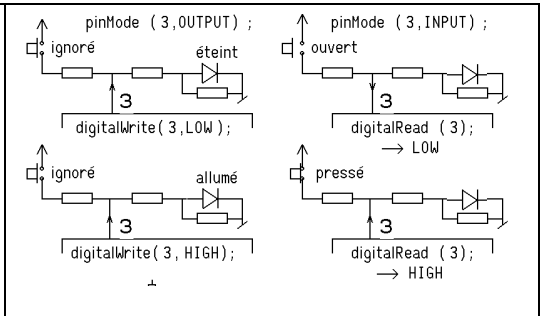 pinMode (3,OUTPUT) ;
ignoré
éteint
3
digitalWrite(3,LOW);
pinMode (3,INPUT) ;
ouvert
3
digitalRead (3);
→ LOW
ignoré
allumé
3
digitalWrite(3,HIGH);
pressé
3
digitalRead (3);
→ HIGH